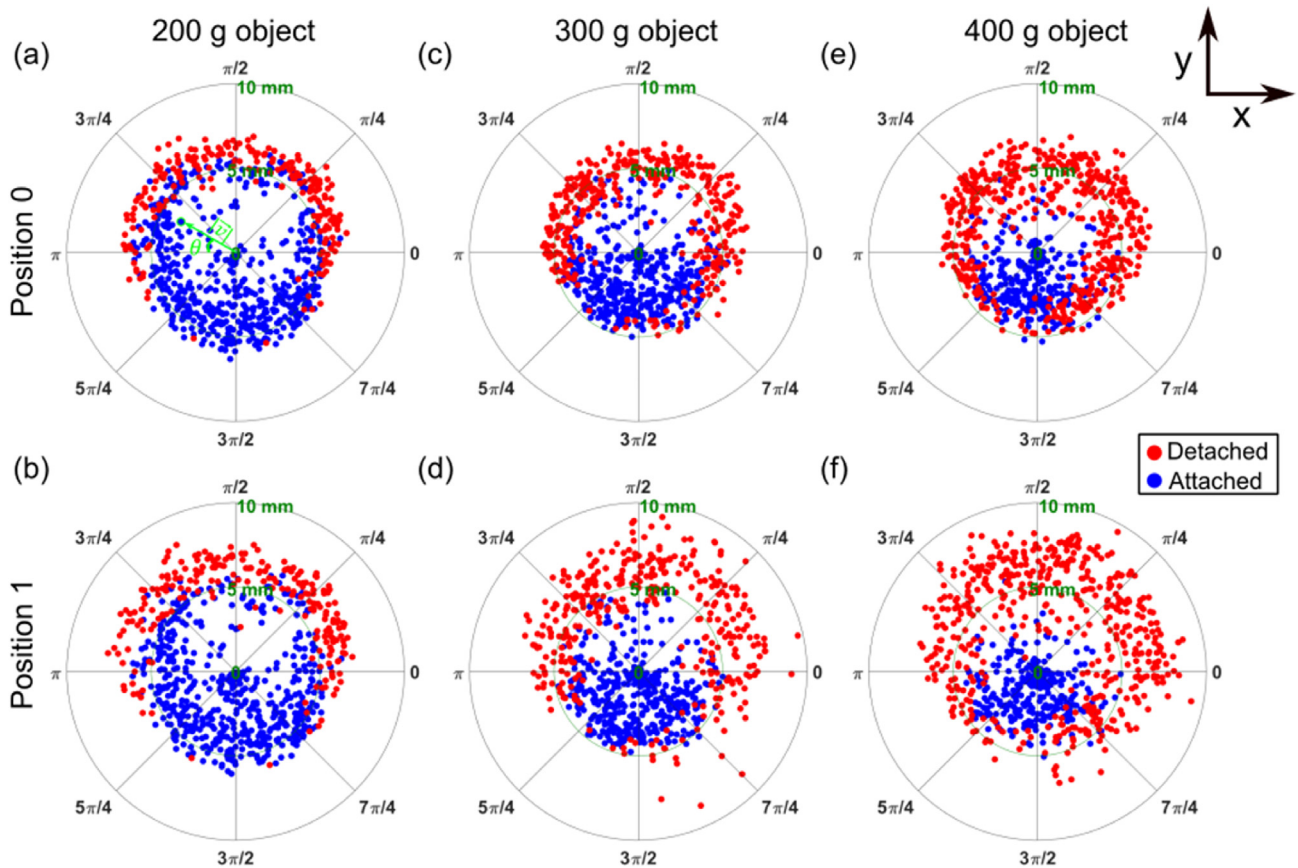 200 g object
300 g object
400 g object
(a)
(c)
(e)
y
x
Position 0
π/2
10 mm
3π/4
π/4
5 mm
υ
θ
0
π
0
5π/4
7π/4
3π/2
π/2
10 mm
3π/4
π/4
5 mm
0
π
0
5π/4
7π/4
3π/2
π/2
10 mm
3π/4
π/4
5 mm
0
π
0
5π/4
7π/4
3π/2
Detached
Attached
(b)
(d)
(f)
Position 1
π/2
10 mm
3π/4
π/4
5 mm
0
π
0
5π/4
7π/4
3π/2
π/2
10 mm
3π/4
π/4
5 mm
0
π
0
5π/4
7π/4
3π/2
π/2
10 mm
3π/4
π/4
5 mm
0
π
0
5π/4
7π/4
3π/2